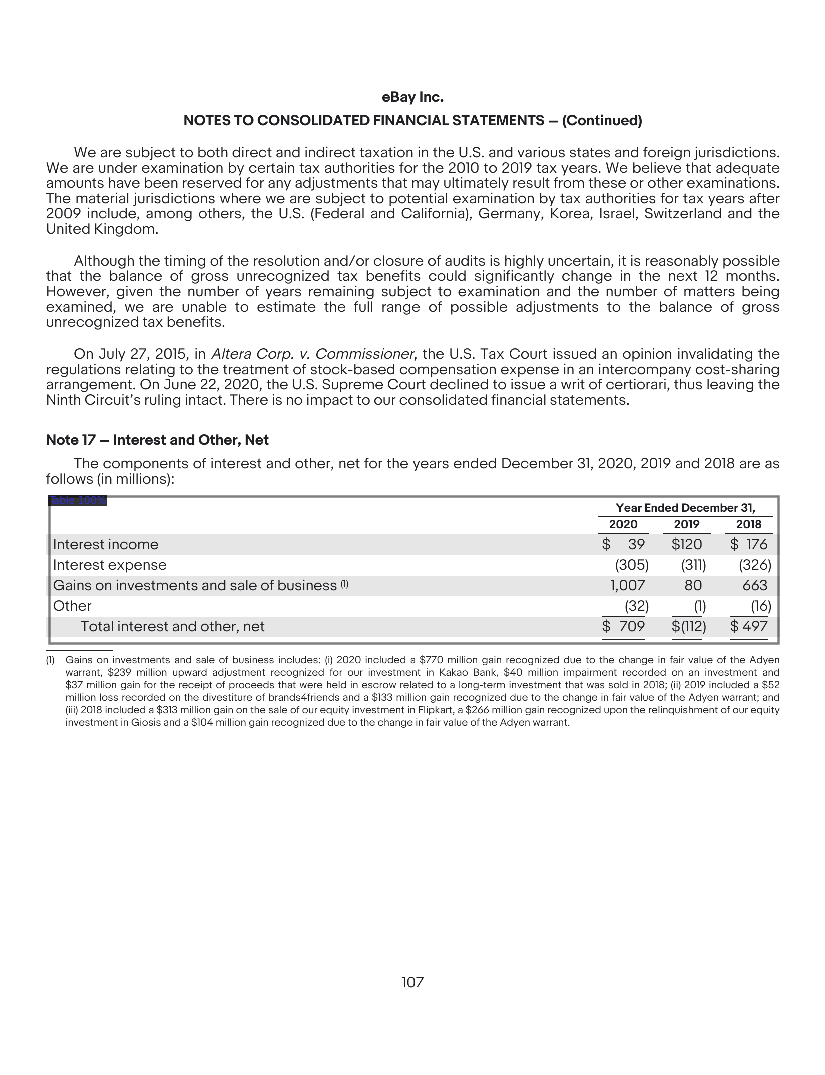 eBay Inc.
NOTES TO CONSOLIDATED FINANCIAL STATEMENTS — (Continued)
We are subject to both direct and indirect taxation in the U.S. and various states and foreign jurisdictions.
We are under examination by certain tax authorities for the 2010 to 2019 tax years. We believe that adequate
amounts have been reserved for any adjustments that may ultimately result from these or other examinations.
The material jurisdictions where we are subject to potential examination by tax authorities for tax years after
2009 include, among others, the U.S. (Federal and California), Germany, Korea, Israel, Switzerland and the
United Kingdom.
Although the timing of the resolution and/or closure of audits is highly uncertain, it is reasonably possible
that the balance of gross unrecognized tax benefits could significantly change in the next 12 months.
However, given the number of years remaining subject to examination and the number of matters being
examined, we are unable to estimate the full range of possible adjustments to the balance of gross
unrecognized tax benefits.
On July 27, 2015, in Altera Corp. v. Commissioner, the U.S. Tax Court issued an opinion invalidating the
regulations relating to the treatment of stock-based compensation expense in an intercompany cost-sharing
arrangement. On June 22, 2020, the U.S. Supreme Court declined to issue a writ of certiorari, thus leaving the
Ninth Circuit's ruling intact. There is no impact to our consolidated financial statements.
Note 17 — Interest and Other, Net
The components of interest and other, net for the years ended December 31, 2020, 2019 and 2018 are as
follows (in millions):
Year Ended December 31,
2020 2019 2018
Interest income $ 39 $120 $ 176
Interest expense (305) (311) (326)
Gains on investments and sale of business (1) 1,007 80 663
Other (32) (1) (16)
Total interest and other, net $ 709 $(112) $ 497
(1) Gains on investments and sale of business includes: (i) 2020 included a $770 million gain recognized due to the change in fair value of the Adyen
warrant, $239 million upward adjustment recognized for our investment in Kakao Bank, $40 million impairment recorded on an investment and
$37 million gain for the receipt of proceeds that were held in escrow related to a long-term investment that was sold in 2018; (ii) 2019 included a $52
million loss recorded on the divestiture of brands4friends and a $133 million gain recognized due to the change in fair value of the Adyen warrant; and
(iii) 2018 included a $313 million gain on the sale of our equity investment in Flipkart, a $266 million gain recognized upon the relinquishment of our equity
investment in Giosis and a $104 million gain recognized due to the change in fair value of the Adyen warrant.
107